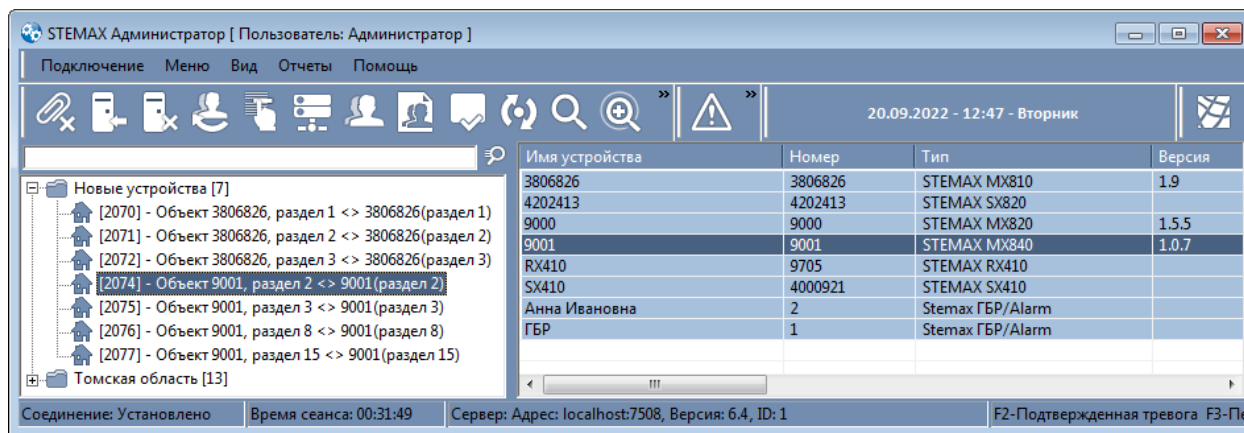 STEMAX Администратор [ Пользователь: Администратор ]
Подключение Меню Вид Отчеты Помощь
» » 20.09.2022 - 12:47 - Вторник
Имя устройства Номер Тип Версия
Новые устройства [7]
[2070] - Объект 3806826, раздел 1 <> 3806826(раздел 1)
[2071] - Объект 3806826, раздел 2 <> 3806826(раздел 2)
[2072] - Объект 3806826, раздел 3 <> 3806826(раздел 3)
[2074] - Объект 9001, раздел 2 <> 9001(раздел 2)
[2075] - Объект 9001, раздел 3 <> 9001(раздел 3)
[2076] - Объект 9001, раздел 8 <> 9001(раздел 8)
[2077] - Объект 9001, раздел 15 <> 9001(раздел 15)
Томская область [13]
3806826 3806826 STEMAX MX810 1.9
4202413 4202413 STEMAX SX820
9000 9000 STEMAX MX820 1.5.5
9001 9001 STEMAX MX840 1.0.7
RX410 9705 STEMAX RX410
SX410 4000921 STEMAX SX410
Анна Ивановна 2 Stemax ГБР/Alarm
ГБР 1 Stemax ГБР/Alarm
Соединение: Установлено Время сеанса: 00:31:49 Сервер: Адрес: localhost:7508, Версия: 6.4, ID: 1 F2-Подтвержденная тревога F3-Пе